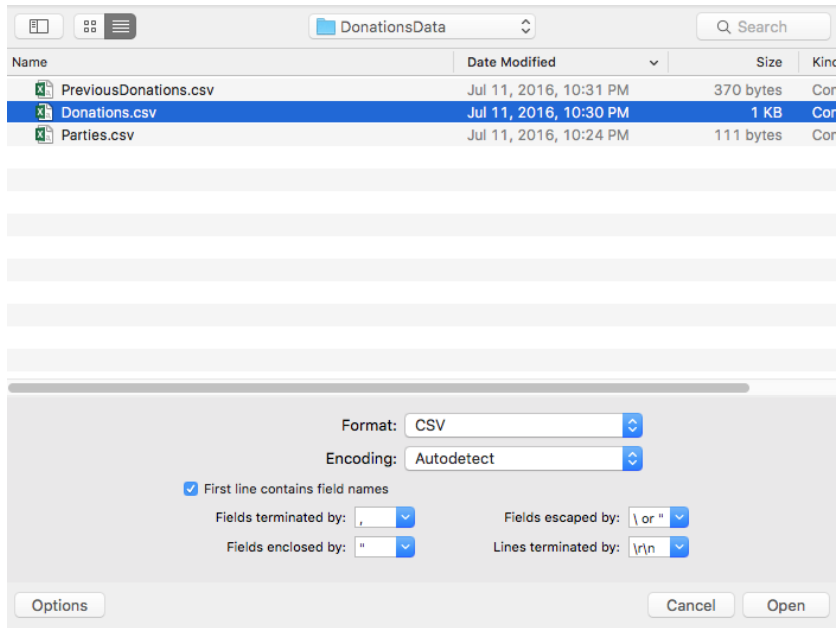 DonationsData
Search
Name Date Modified Size Kind
PreviousDonations.csv Jul 11, 2016, 10:31 PM 370 bytes Cor
Donations.csv Jul 11, 2016, 10:30 PM 1 KB Cor
Parties.csv Jul 11, 2016, 10:24 PM 111 bytes Cor
Format: CSV
Encoding: Autodetect
First line contains field names
Fields terminated by: , Fields escaped by: \ or "
Fields enclosed by: " Lines terminated by: \r\n
Options Cancel Open